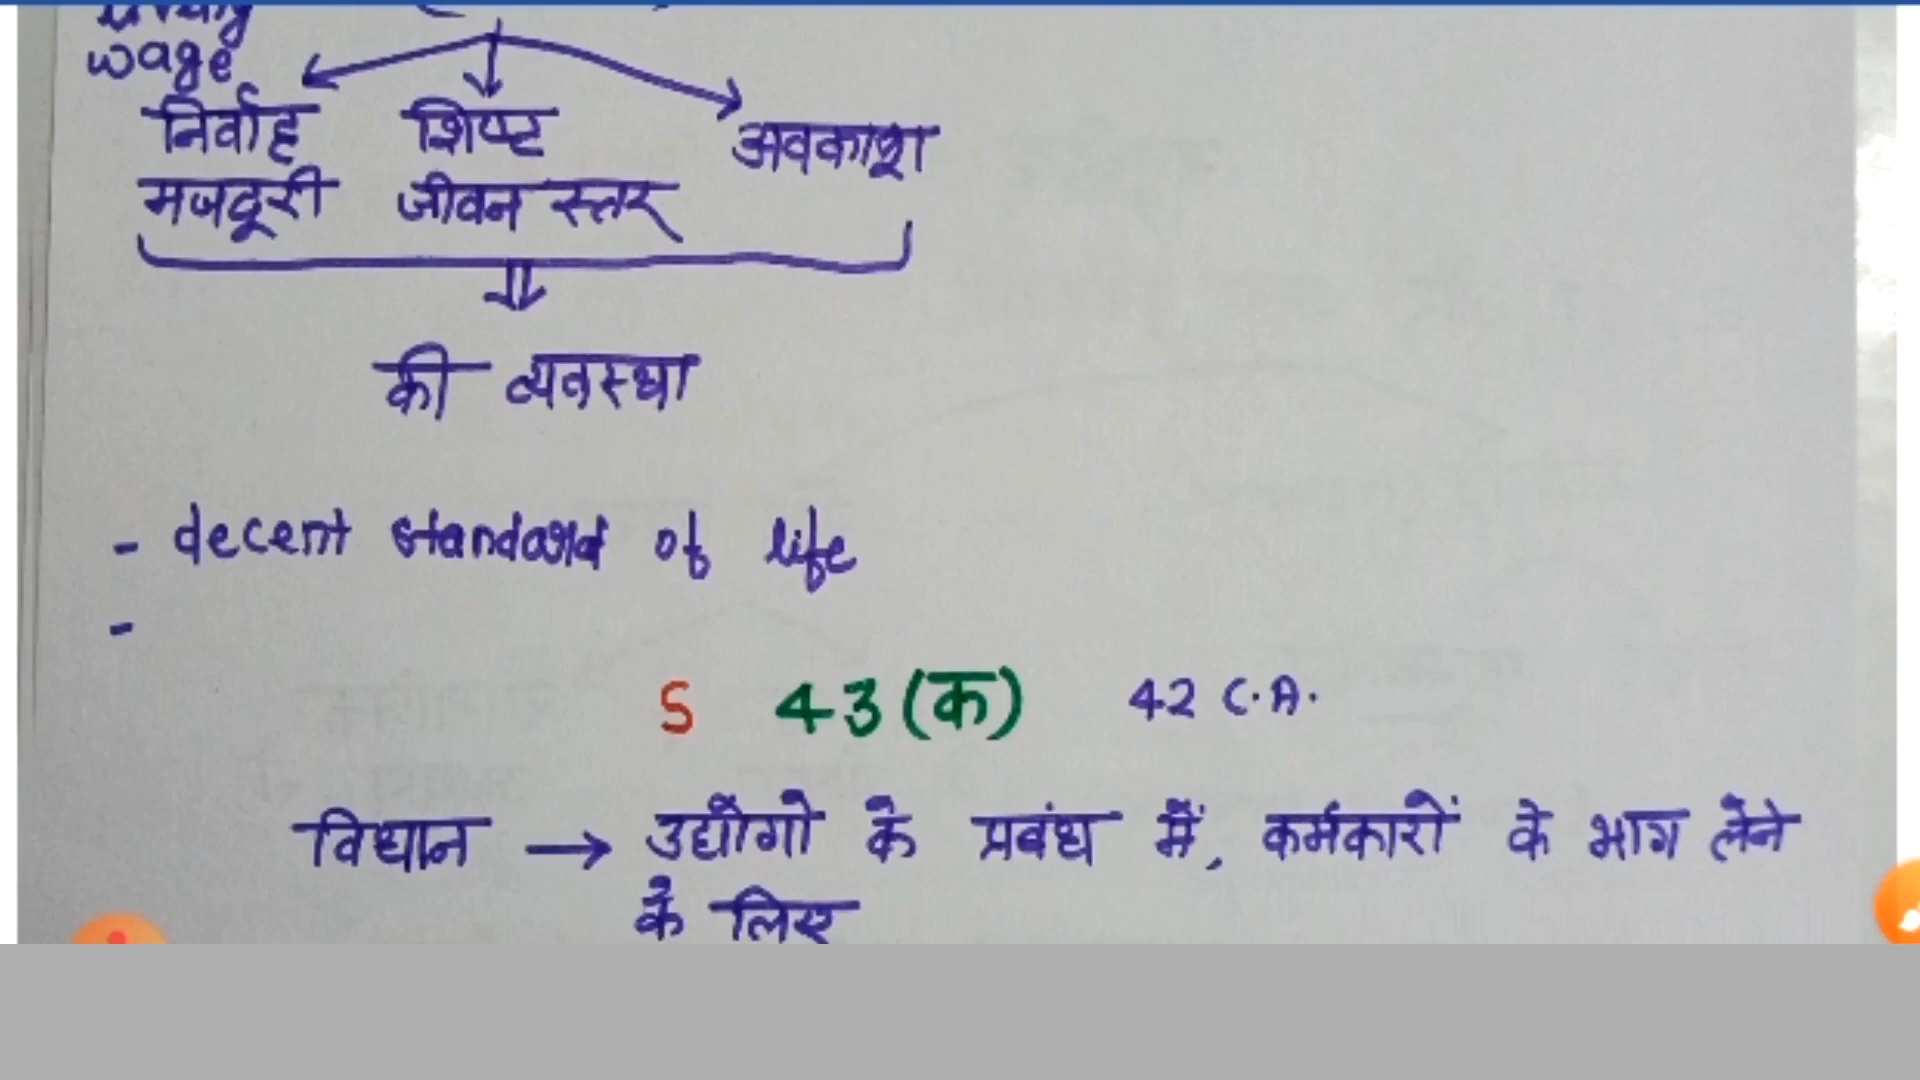 wage
निर्वाह शिष्ट अवकाश
मजदूरी जीवन स्तर
की व्यवस्था
- decent standard of life
-
S 43 (क) 42 C.A.
विधान → उद्योगो के प्रबंध में, कर्मकारों के भाग लेने
के लिए